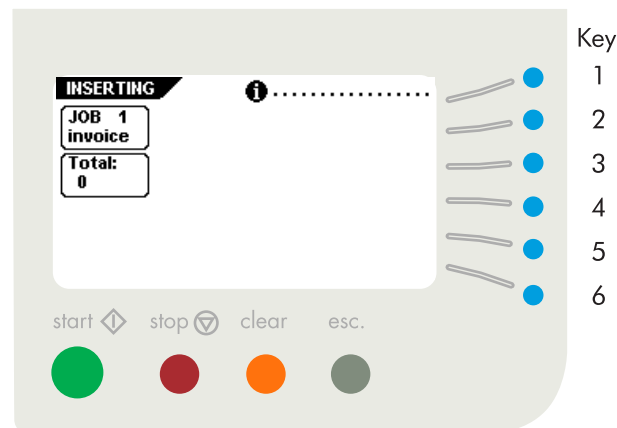 Key
INSERTING
i
1
JOB 1
invoice
2
Total:
0
3
4
5
6
start stop clear esc.